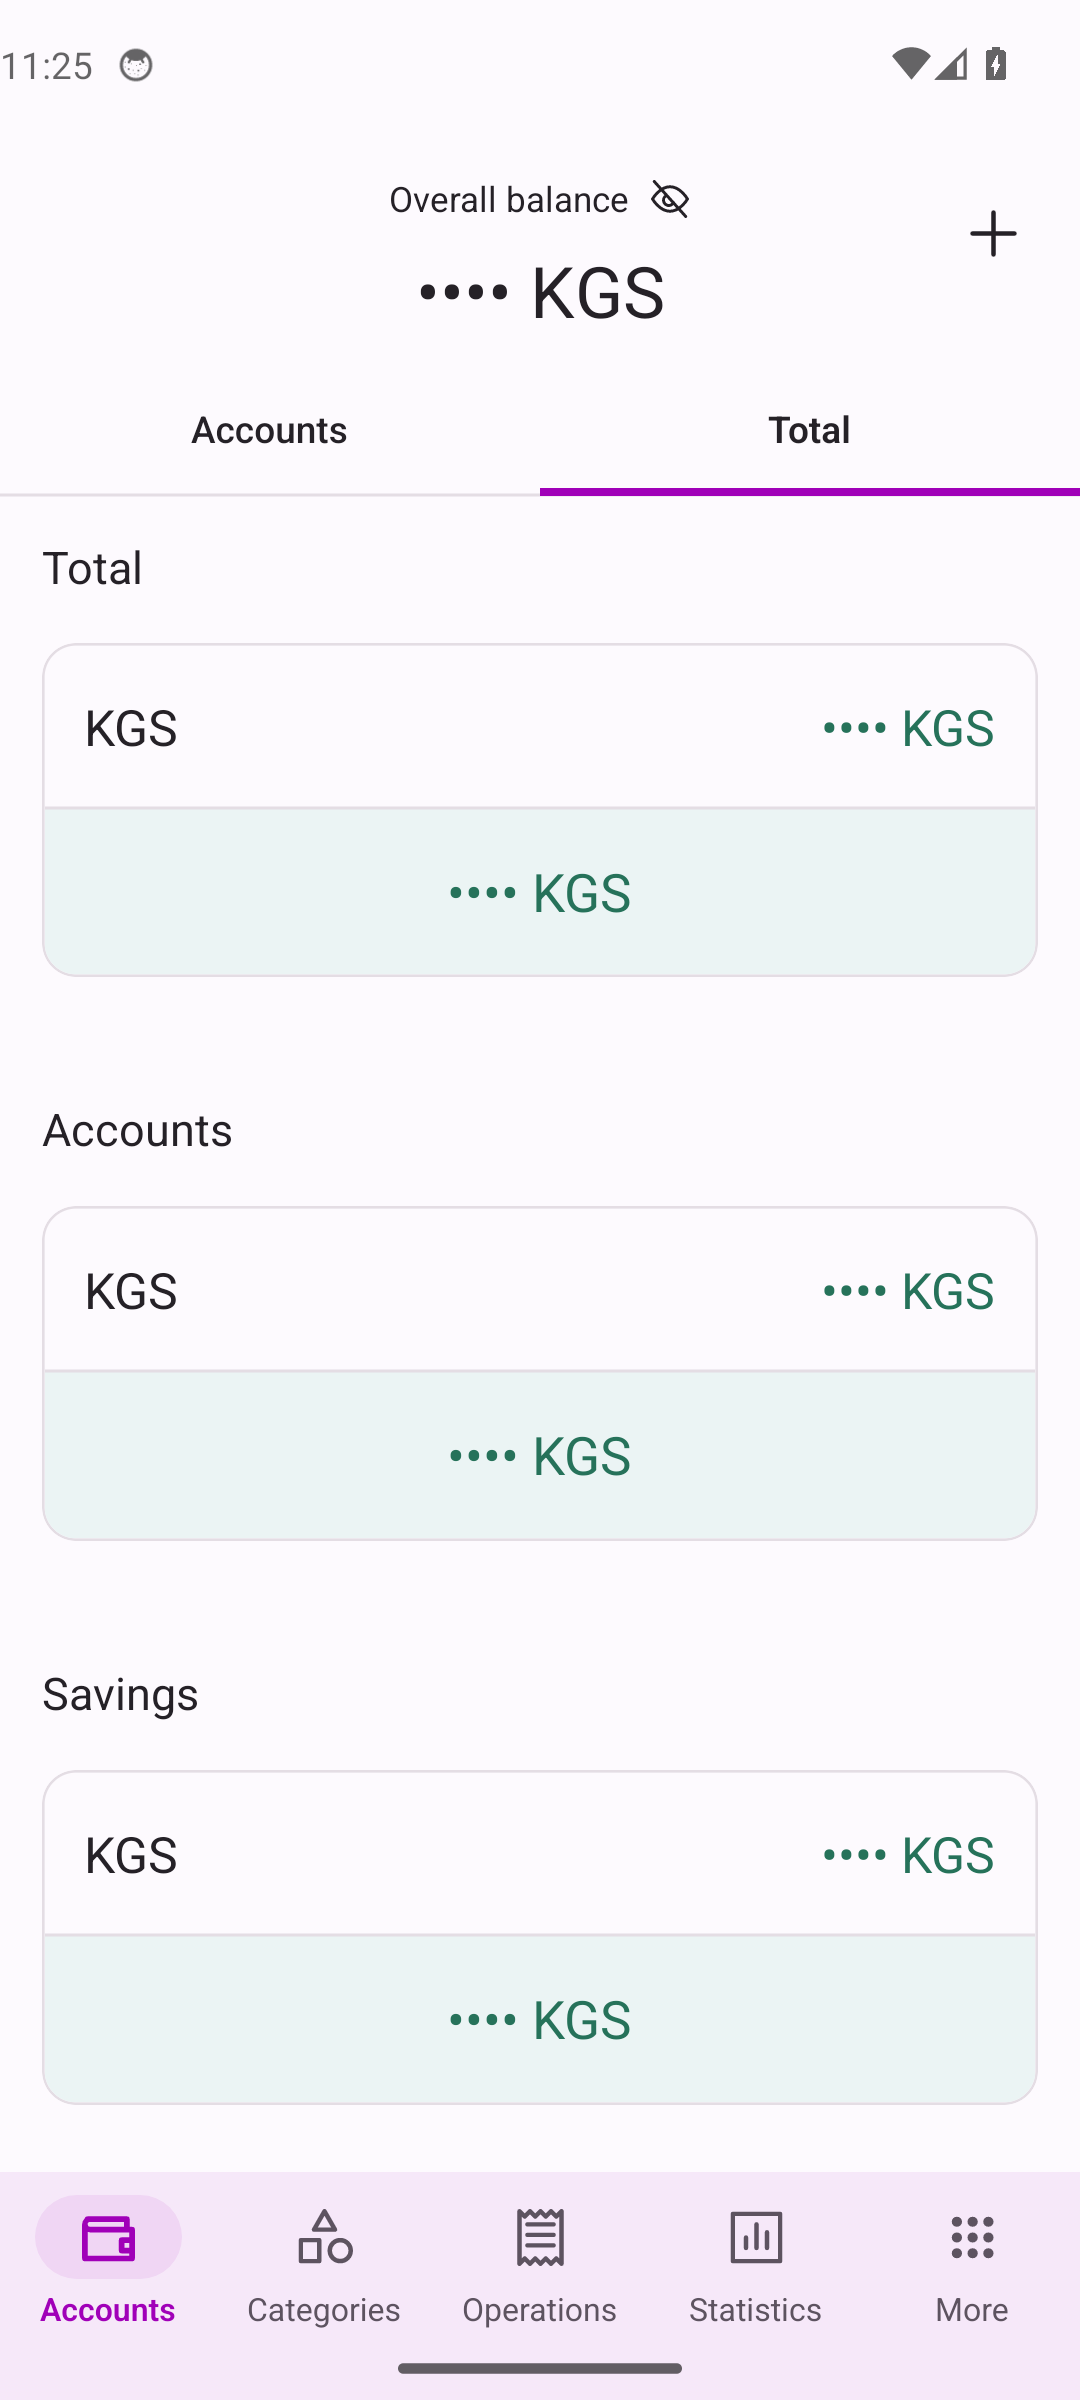 11:25
Overall balance
•••• KGS
Accounts
Total
Total
KGS
•••• KGS
•••• KGS
Accounts
KGS
•••• KGS
•••• KGS
Savings
KGS
•••• KGS
•••• KGS
Accounts
Categories
Operations
Statistics
More